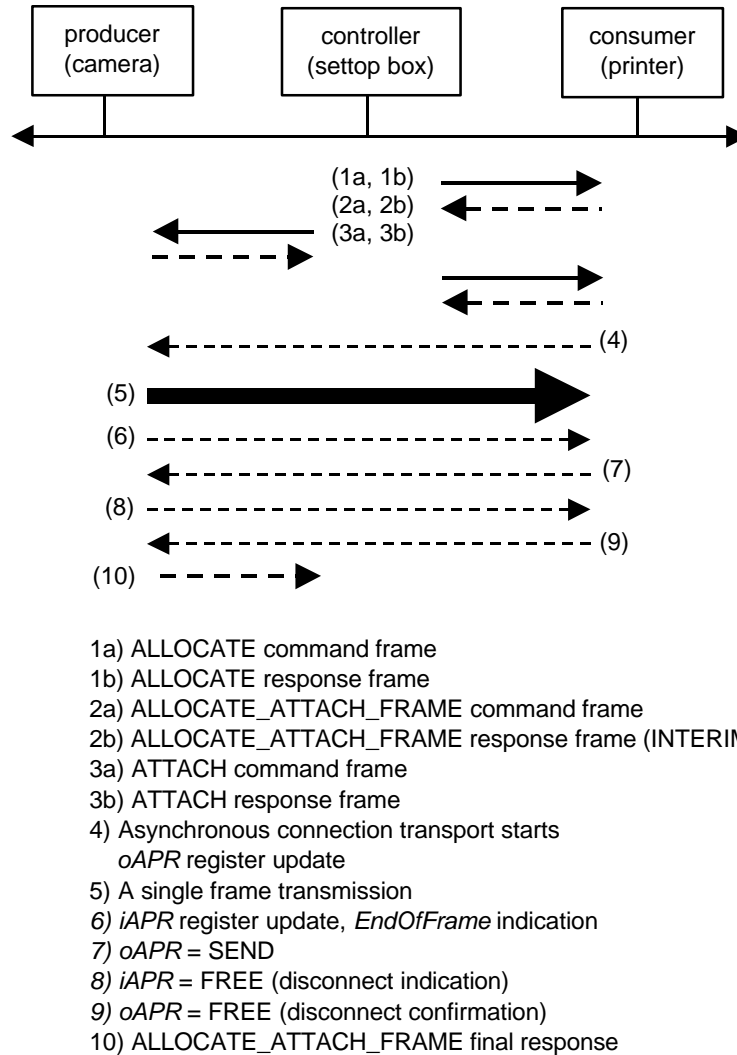 producer
(camera)
controller
(settop box)
consumer
(printer)
(1a, 1b)
(2a, 2b)
(3a, 3b)
(4)
(5)
(6)
(7)
(8)
(9)
(10)
1a) ALLOCATE command frame
1b) ALLOCATE response frame
2a) ALLOCATE_ATTACH_FRAME command frame
2b) ALLOCATE_ATTACH_FRAME response frame (INTERIM
3a) ATTACH command frame
3b) ATTACH response frame
4) Asynchronous connection transport starts
oAPR register update
5) A single frame transmission
6) iAPR register update, EndOfFrame indication
7) oAPR = SEND
8) iAPR = FREE (disconnect indication)
9) oAPR = FREE (disconnect confirmation)
10) ALLOCATE_ATTACH_FRAME final response